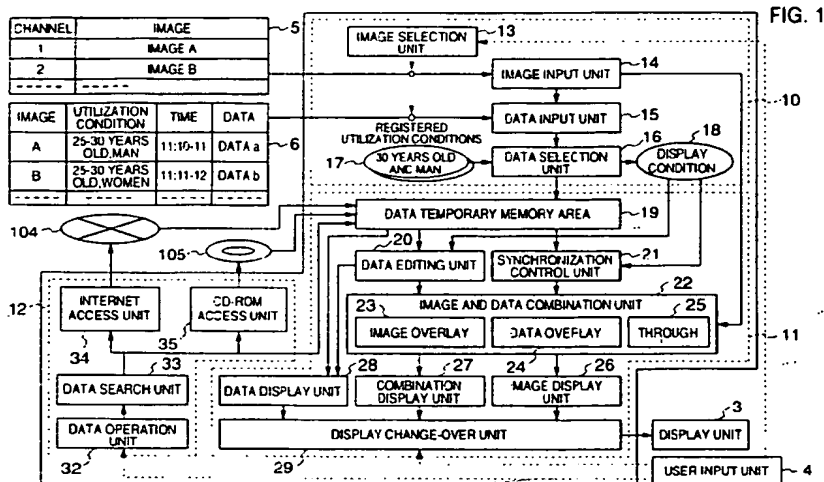 FIG. 1
CHANNEL IMAGE 5
1 IMAGE A
2 IMAGE B
IMAGE SELECTION UNIT 13
IMAGE INPUT UNIT 14
10
IMAGE UTILIZATION CONDITION TIME DATA
A 25-30 YEARS OLD,MAN 11:10-11 DATA a 6
B 25-30 YEARS OLD,WOMEN 11:11-12 DATA b
DATA INPUT UNIT 15
REGISTERED UTILIZATION CONDITIONS
17 30 YEARS OLD AND MAN
DATA SELECTION UNIT 16
DISPLAY CONDITION 18
104
DATA TEMPORARY MEMORY AREA 19
105
20 DATA EDITING UNIT
SYNCHRONIZATION CONTROL UNIT 21
22
IMAGE AND DATA COMBINATION UNIT
23 IMAGE OVERLAY
DATA OVERLAY 24
THROUGH 25
11
12
INTERNET ACCESS UNIT 34
CD-ROM ACCESS UNIT 35
33
DATA SEARCH UNIT
DATA OPERATION UNIT
32
DATA DISPLAY UNIT 28
COMBINATION DISPLAY UNIT 27
IMAGE DISPLAY UNIT 26
DISPLAY CHANGE-OVER UNIT
29
DISPLAY UNIT 3
USER INPUT UNIT 4